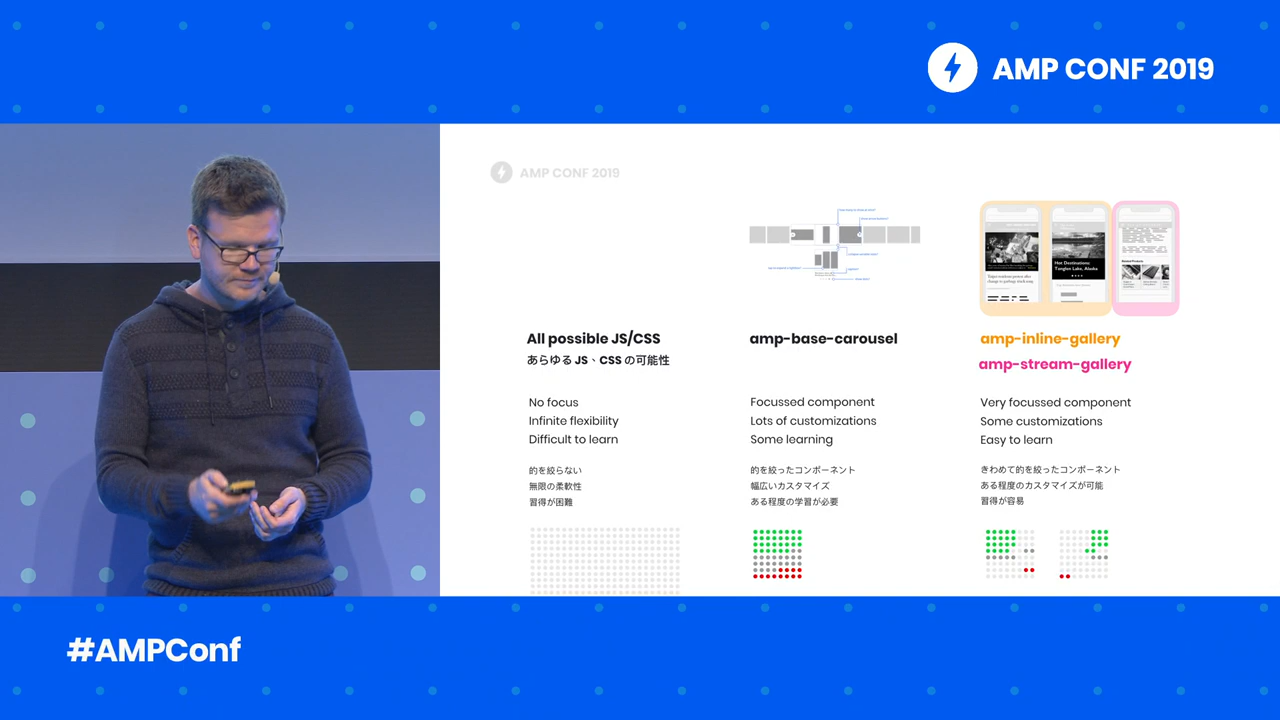 AMP CONF 2019
AMP CONF 2019
All possible JS/CSS
あらゆる JS、CSS の可能性
No focus
Infinite flexibility
Difficult to learn
的を絞らない
無限の柔軟性
習得が困難
amp-base-carousel
Focussed component
Lots of customizations
Some learning
的を絞ったコンポーネント
幅広いカスタマイズ
ある程度の学習が必要
Hot Destinations:
Tonglen Lake, Alaska
Related Products
amp-inline-gallery
amp-stream-gallery
Very focussed component
Some customizations
Easy to learn
きわめて的を絞ったコンポーネント
ある程度のカスタマイズが可能
習得が容易
#AMPConf